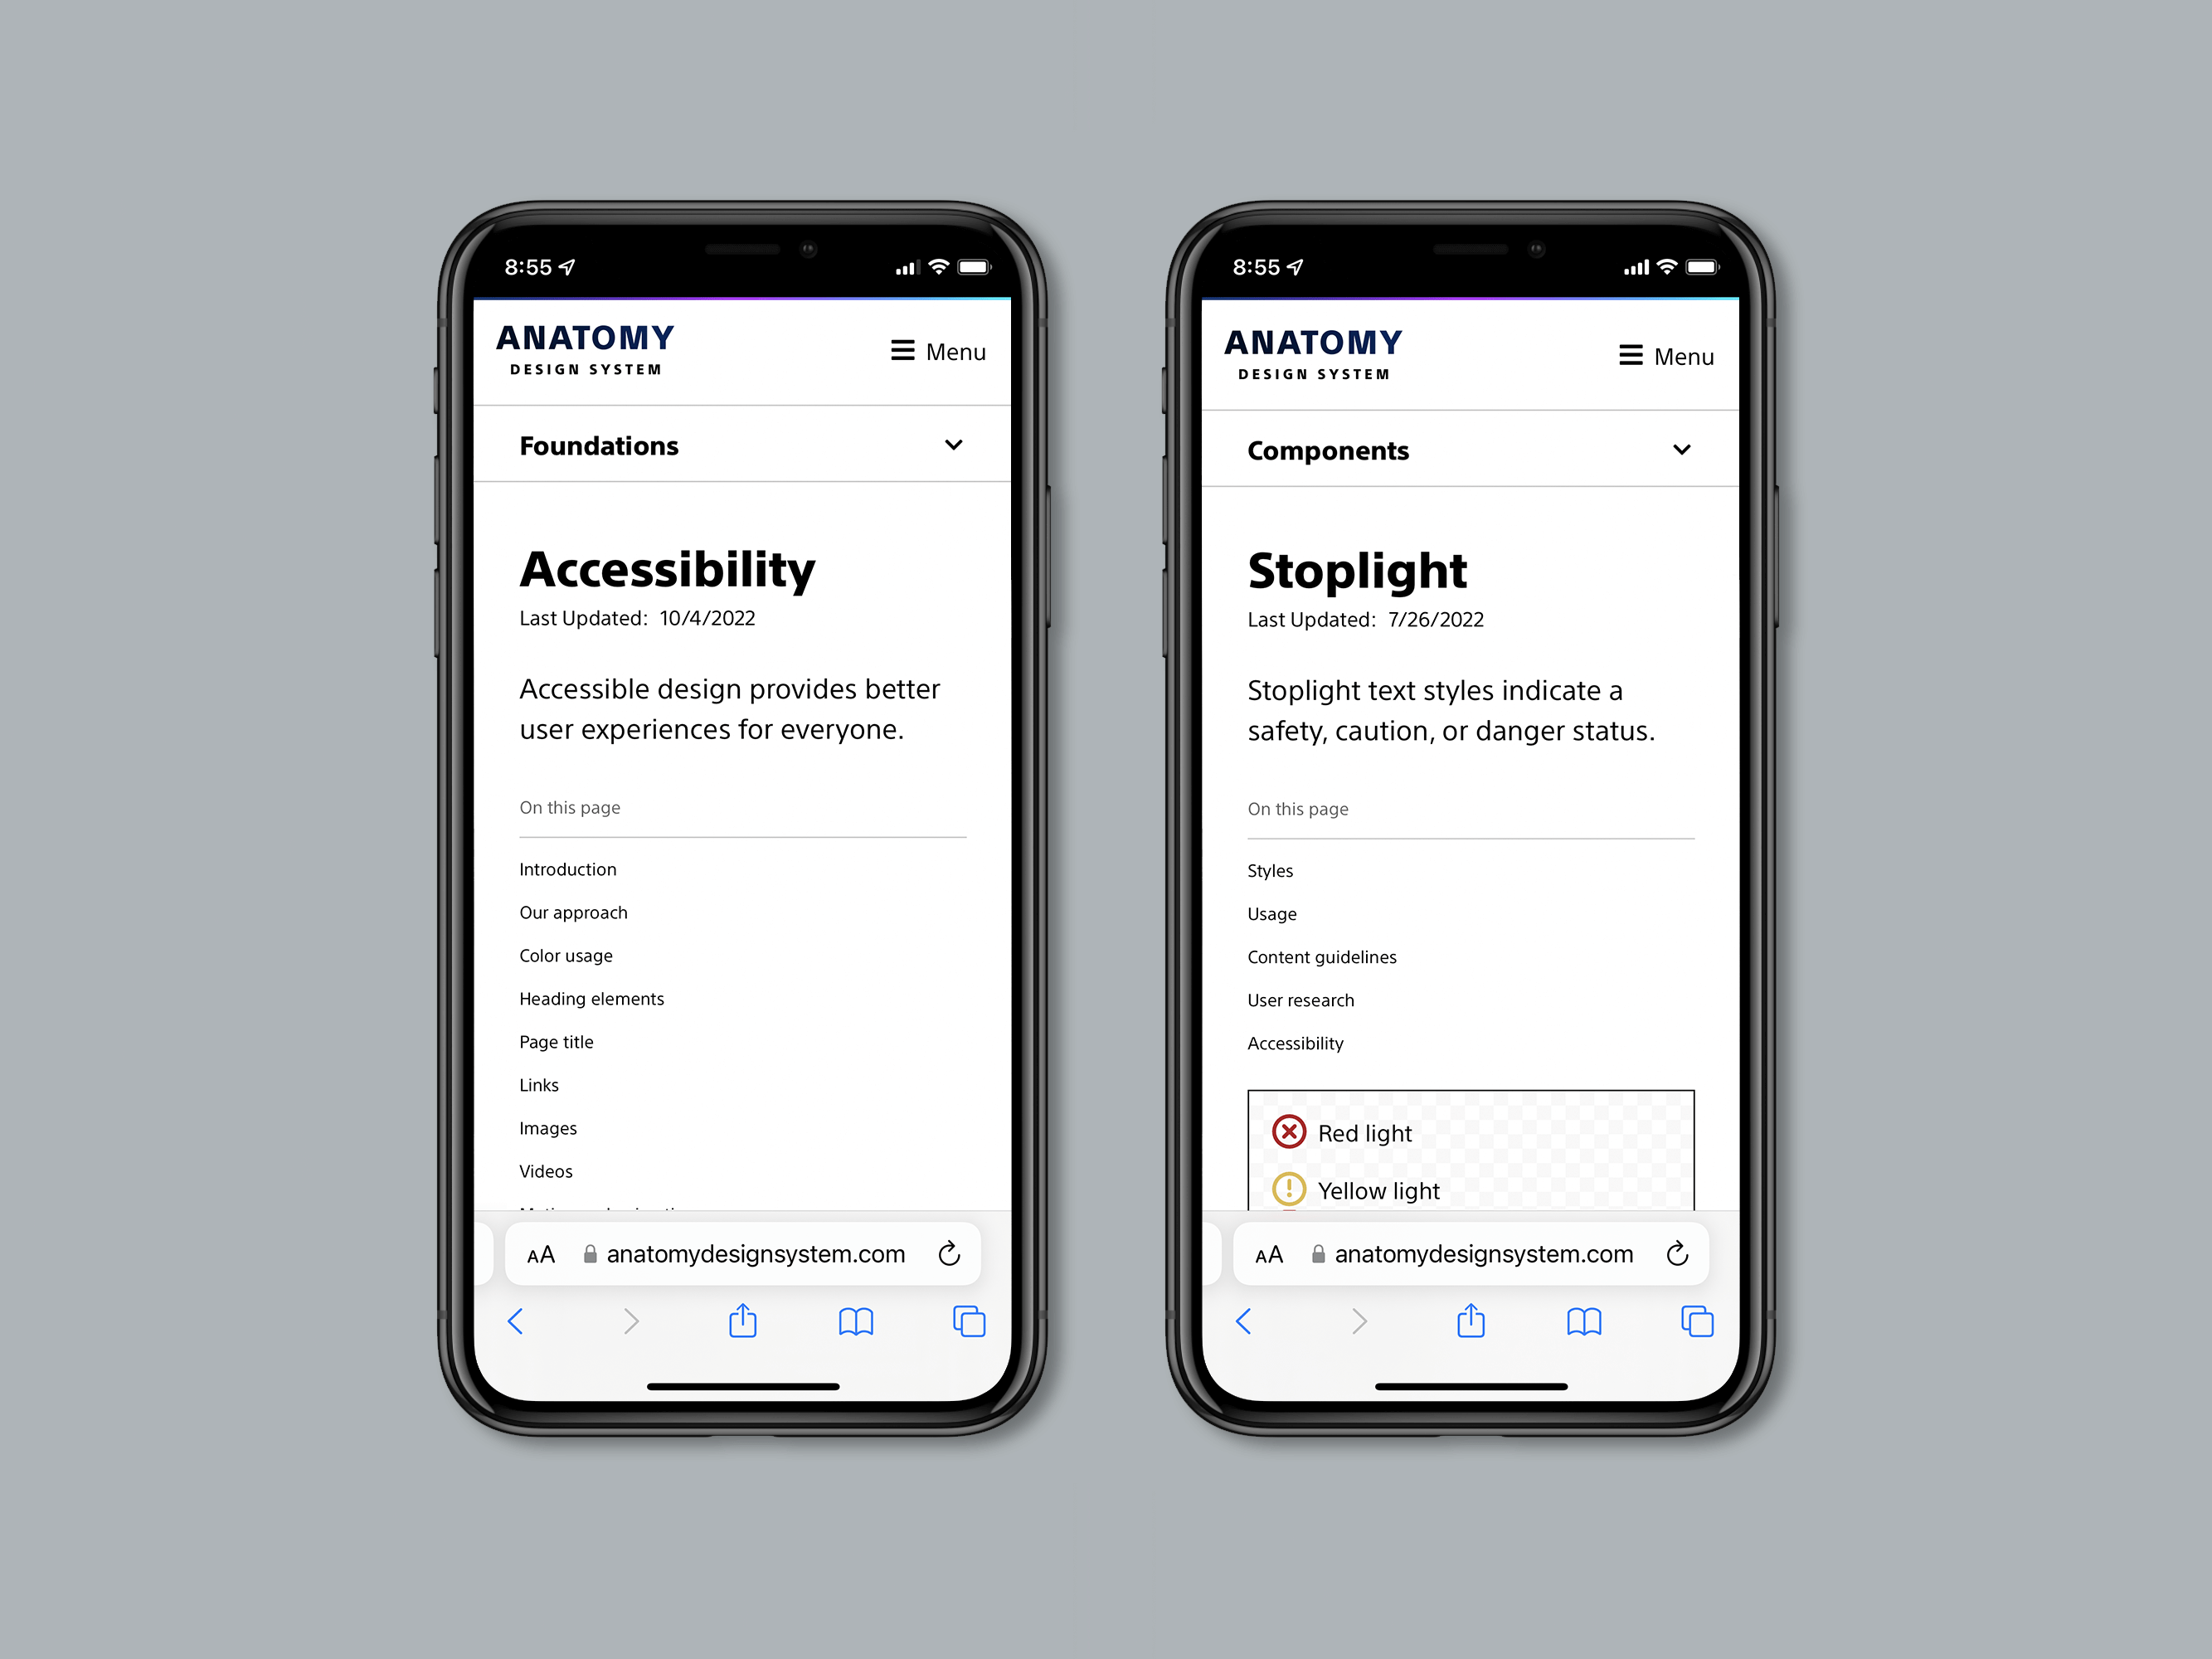 8:55
ANATOMY
DESIGN SYSTEM
Menu
Foundations
Accessibility
Last Updated: 10/4/2022
Accessible design provides better
user experiences for everyone.
On this page
Introduction
Our approach
Color usage
Heading elements
Page title
Links
Images
Videos
AA anatomydesignsystem.com
8:55
ANATOMY
DESIGN SYSTEM
Menu
Components
Stoplight
Last Updated: 7/26/2022
Stoplight text styles indicate a
safety, caution, or danger status.
On this page
Styles
Usage
Content guidelines
User research
Accessibility
Red light
Yellow light
AA anatomydesignsystem.com